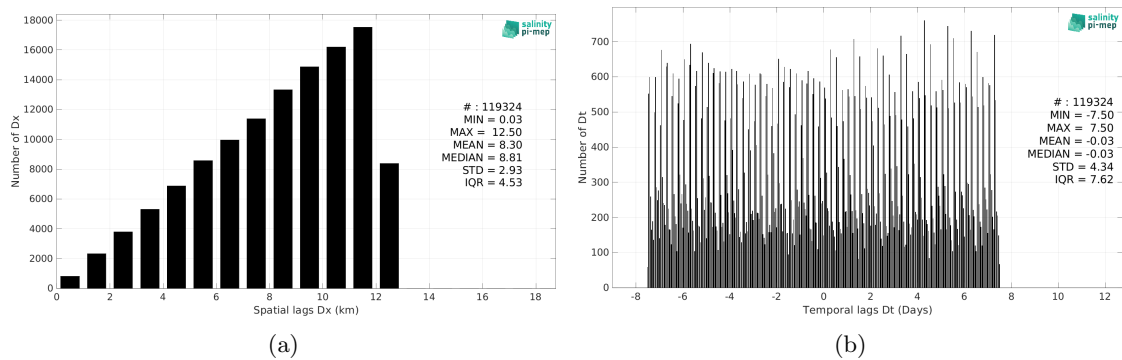 18000
16000
14000
12000
10000
8000
6000
4000
2000
0
Number of Dx
0 2 4 6 8 10 12 14 16 18
Spatial lags Dx (km)
salinity
pi-mep
# : 119324
MIN = 0.03
MAX = 12.50
MEAN = 8.30
MEDIAN = 8.81
STD = 2.93
IQR = 4.53
(a)
700
600
500
400
300
200
100
0
Number of Dt
-8 -6 -4 -2 0 2 4 6 8 10 12
Temporal lags Dt (Days)
salinity
pi-mep
# : 119324
MIN = -7.50
MAX = 7.50
MEAN = -0.03
MEDIAN = -0.03
STD = 4.34
IQR = 7.62
(b)